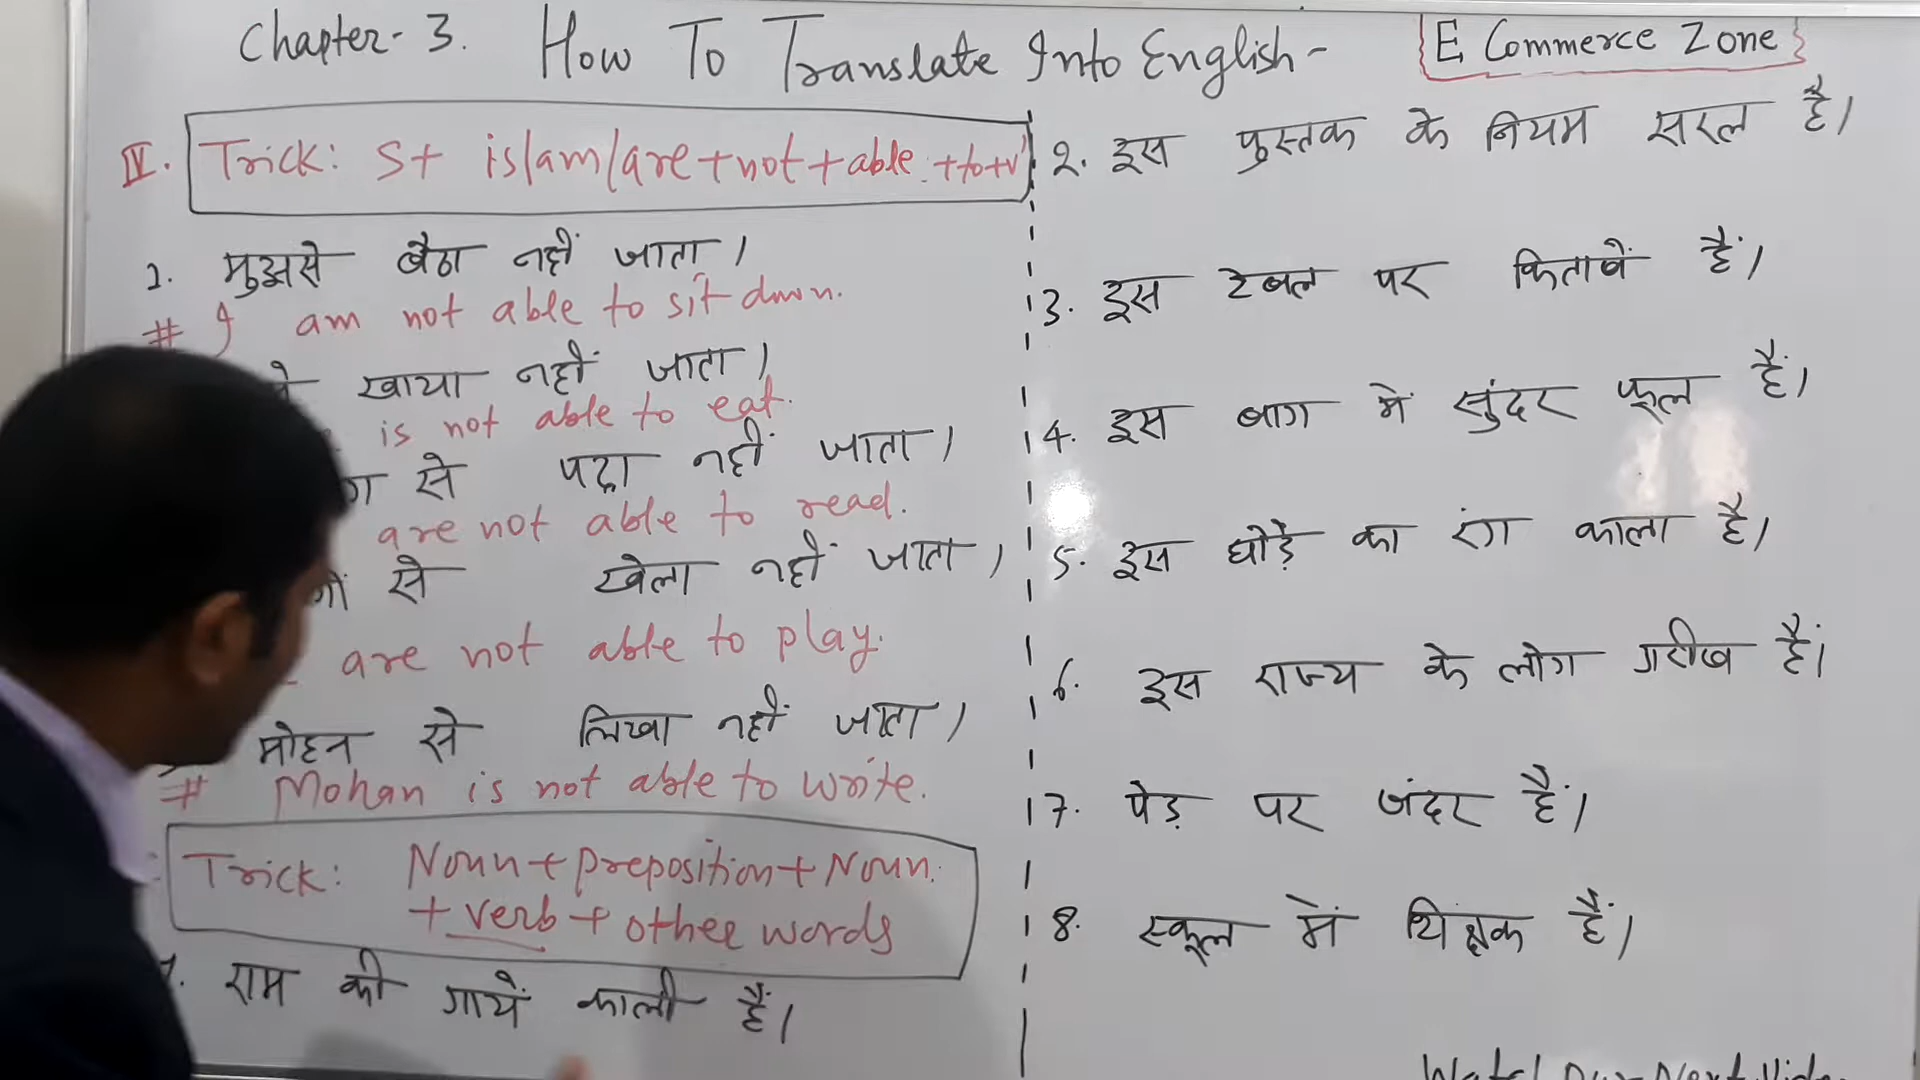 Chapter- 3. How To Translate Into English-
E Commerce Zone
IV. Trick: S+ is/am/are+not+able+to+v'
1. मुझसे बैठा नहीं जाता।
# I am not able to sit down.
खाया नहीं जाता।
is not able to eat.
से पढ़ा नहीं जाता।
are not able to read.
से खेला नहीं जाता।
are not able to play.
मोहन से लिखा नहीं जाता।
# Mohan is not able to write.
Trick: Noun+preposition+Noun.
+verb+other words
1. राम की गायें काली हैं।
2. इस पुस्तक के नियम सरल है।
3. इस टेबल पर किताबें हैं।
4. इस बाग में सुंदर फूल हैं।
5. इस घोड़े का रंग काला है।
6. इस राज्य के लोग गरीब हैं।
7. पेड़ पर बंदर हैं।
8. स्कूल में शिक्षक हैं।